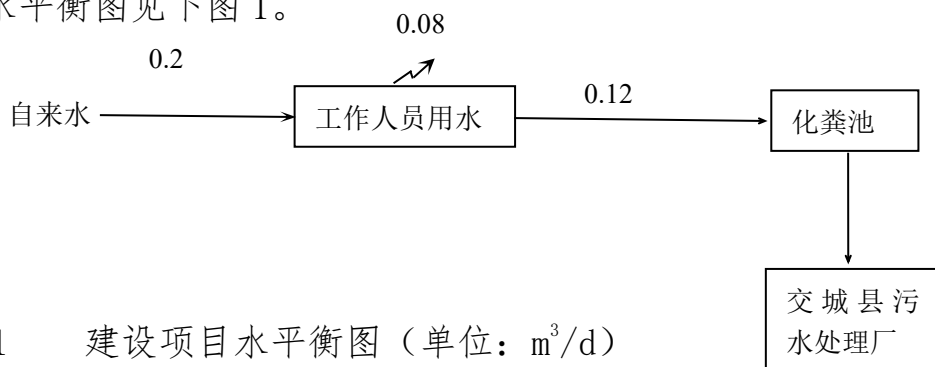 水平衡图见下图1。
0.08
0.2
自来水
工作人员用水
0.12
化粪池
交城县污
水处理厂
1 建设项目水平衡图（单位：m³/d）